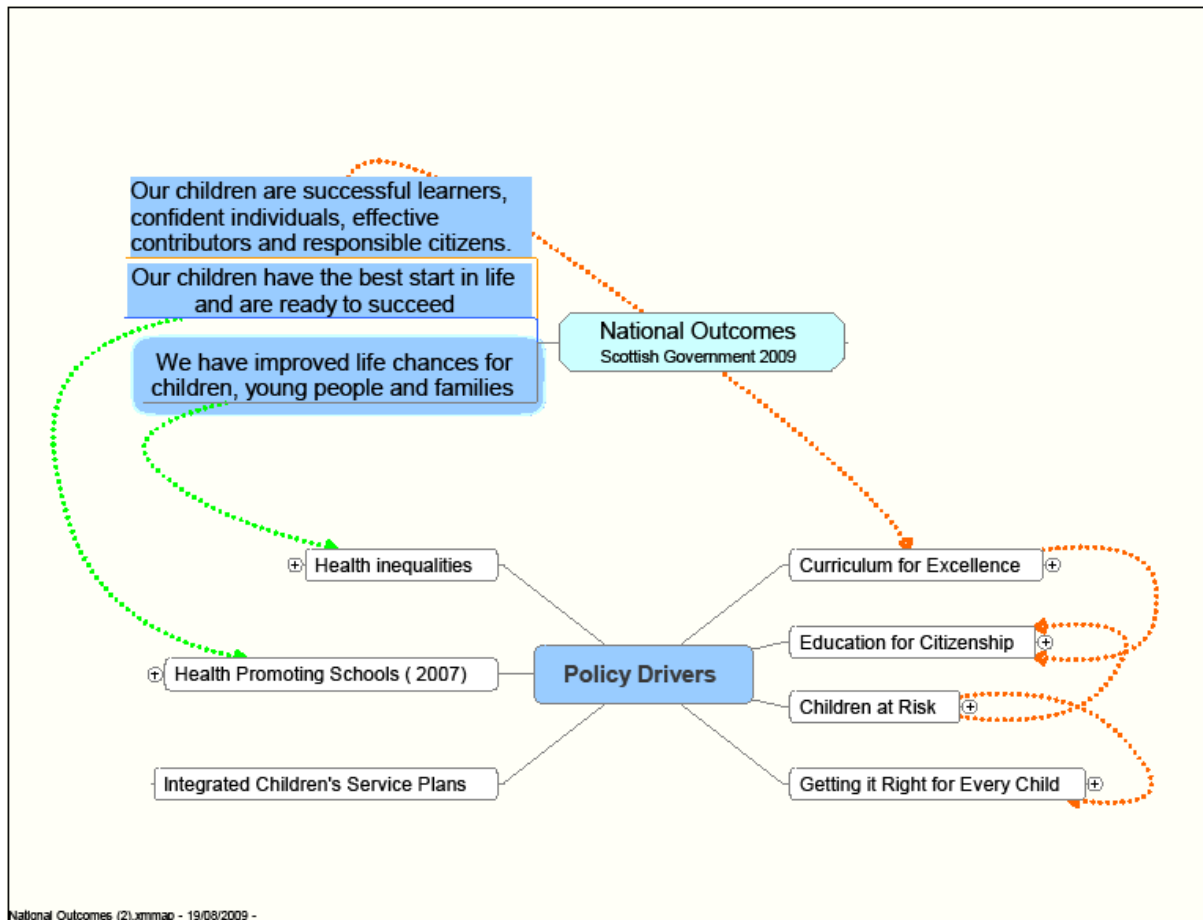 Our children are successful learners,
confident individuals, effective
contributors and responsible citizens.
Our children have the best start in life
and are ready to succeed
We have improved life chances for
children, young people and families
National Outcomes
Scottish Government 2009
Health inequalities
Health Promoting Schools ( 2007)
Integrated Children's Service Plans
Policy Drivers
Curriculum for Excellence
Education for Citizenship
Children at Risk
Getting it Right for Every Child
National Outcomes (2).xmmap - 19/08/2009 -